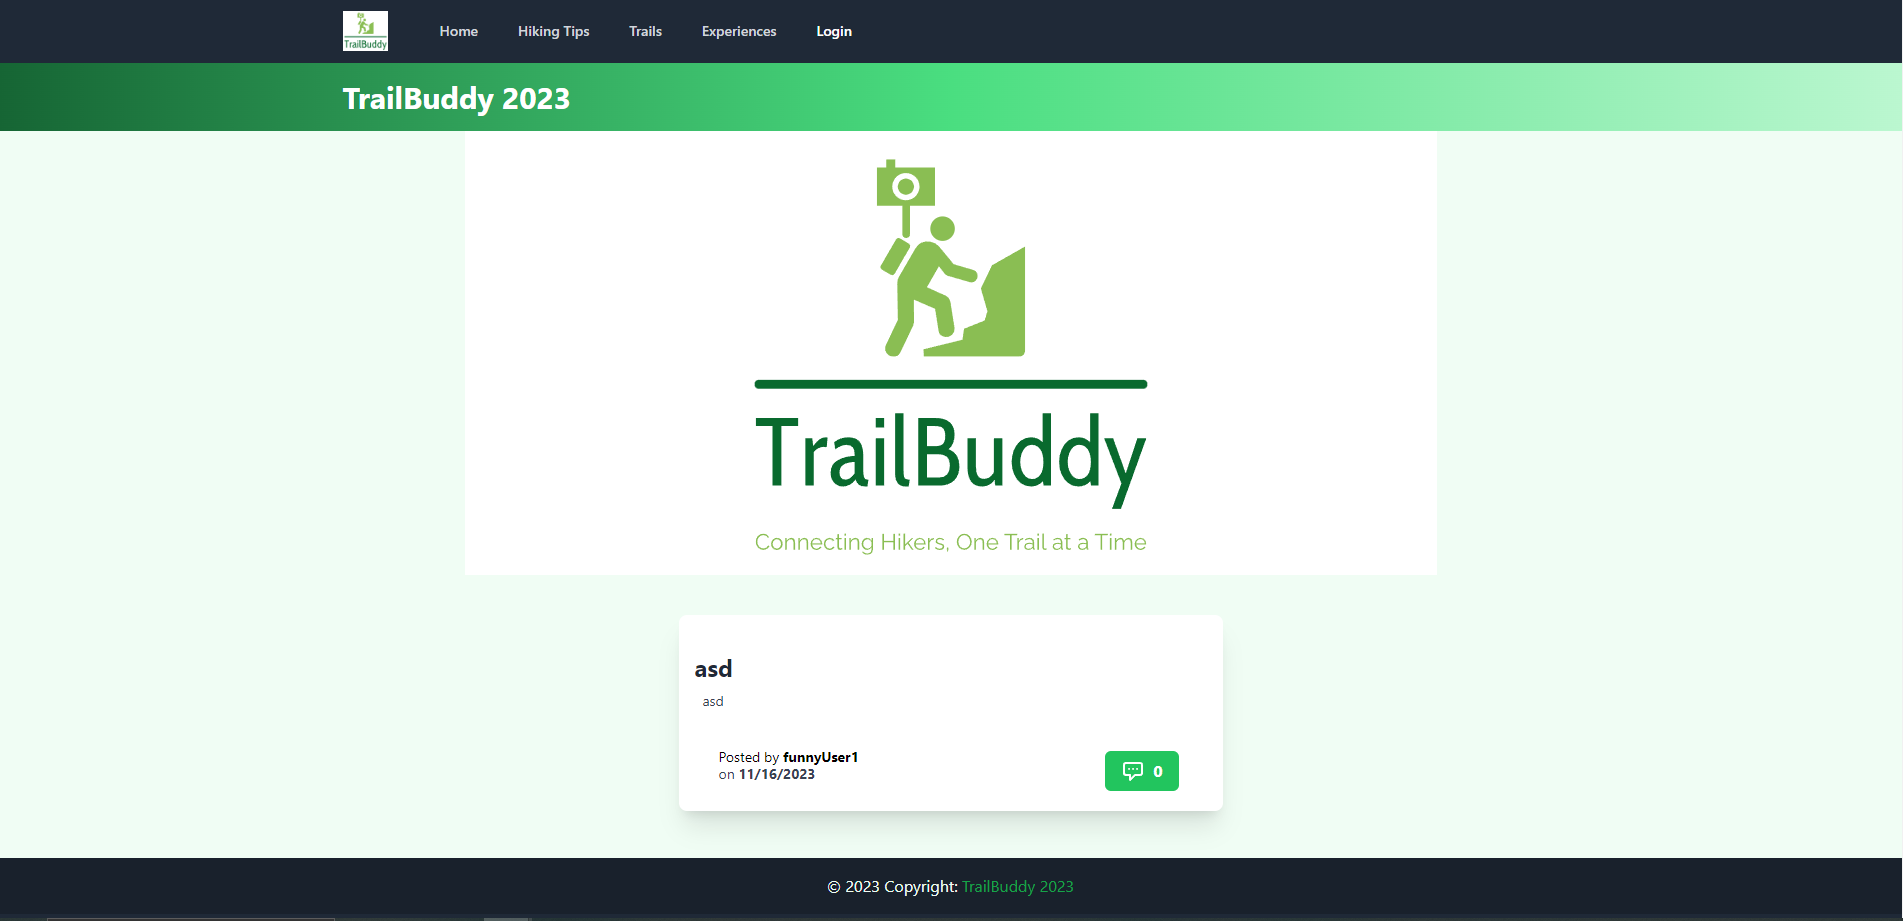 TrailBuddy
Home Hiking Tips Trails Experiences Login
TrailBuddy 2023
TrailBuddy
Connecting Hikers, One Trail at a Time
asd
asd
Posted by funnyUser1
on 11/16/2023
0
© 2023 Copyright: TrailBuddy 2023